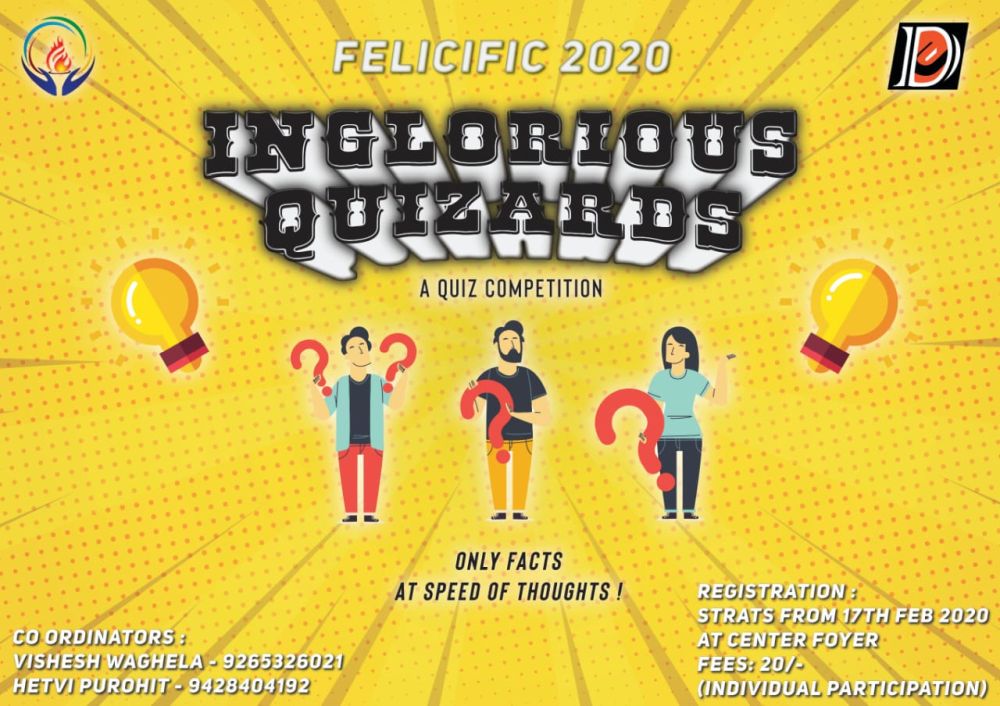 FELICIFIC 2020
INGLORIOUS
QUIZARDS
A QUIZ COMPETITION
ONLY FACTS
AT SPEED OF THOUGHTS !
CO ORDINATORS :
VISHESH WAGHELA - 9265326021
HETVI PUROHIT - 9428404192
REGISTRATION :
STRATS FROM 17TH FEB 2020
AT CENTER FOYER
FEES: 20/-
(INDIVIDUAL PARTICIPATION)